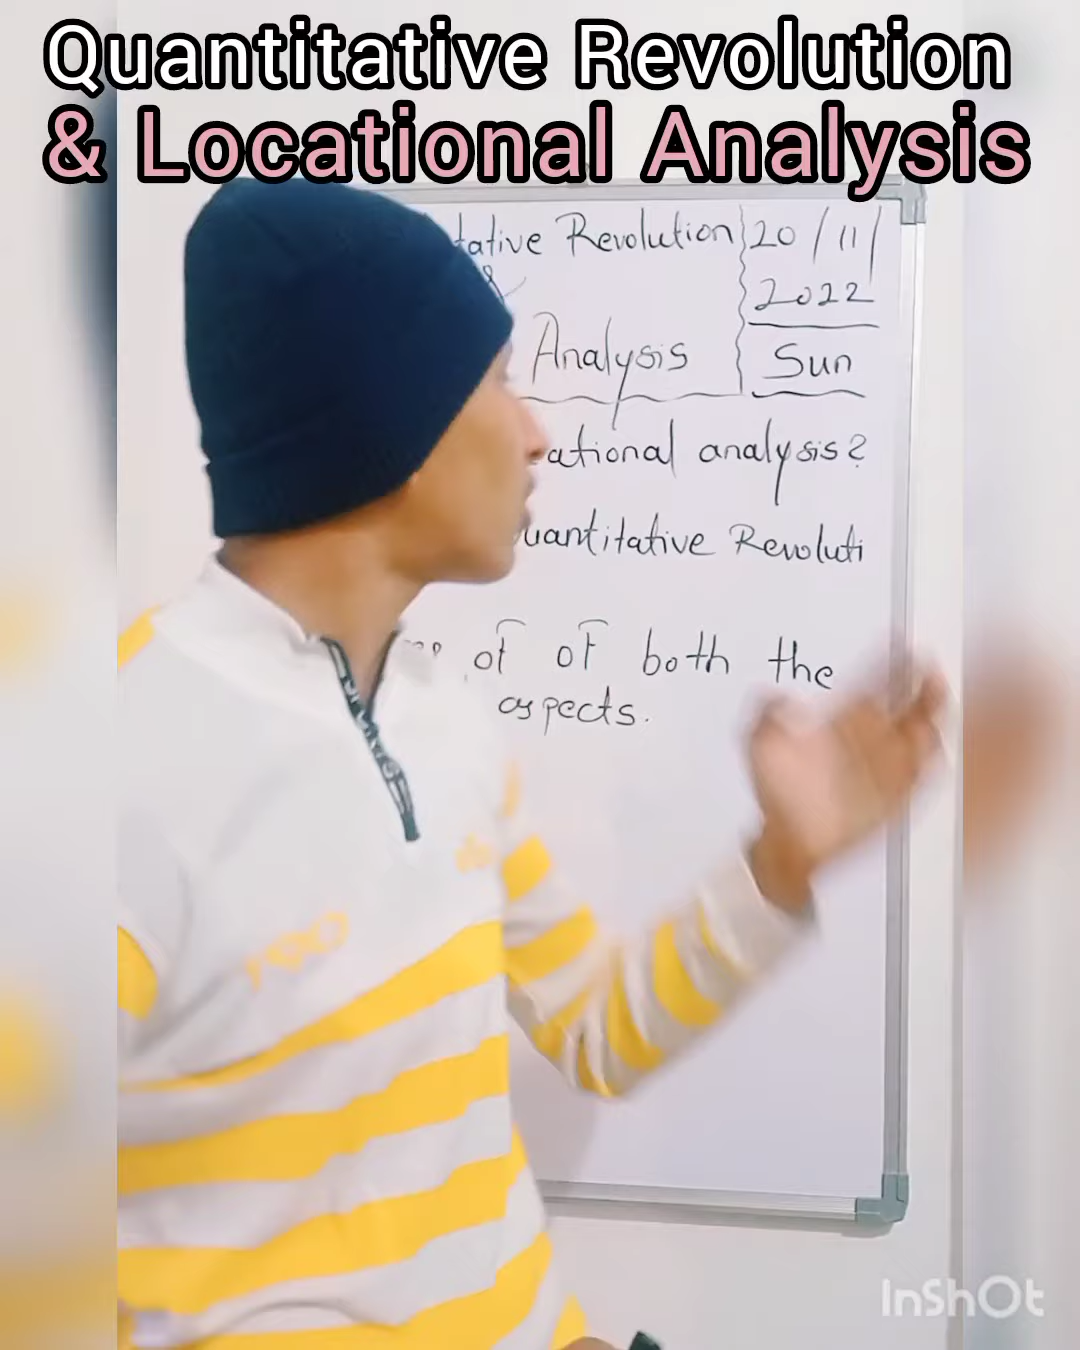 Quantitative Revolution
& Locational Analysis
tative Revolution 20/11/
&
2022
Analysis
Sun
ational analysis?
uantitative Revoluti
of of both the
aspects.
InShOt